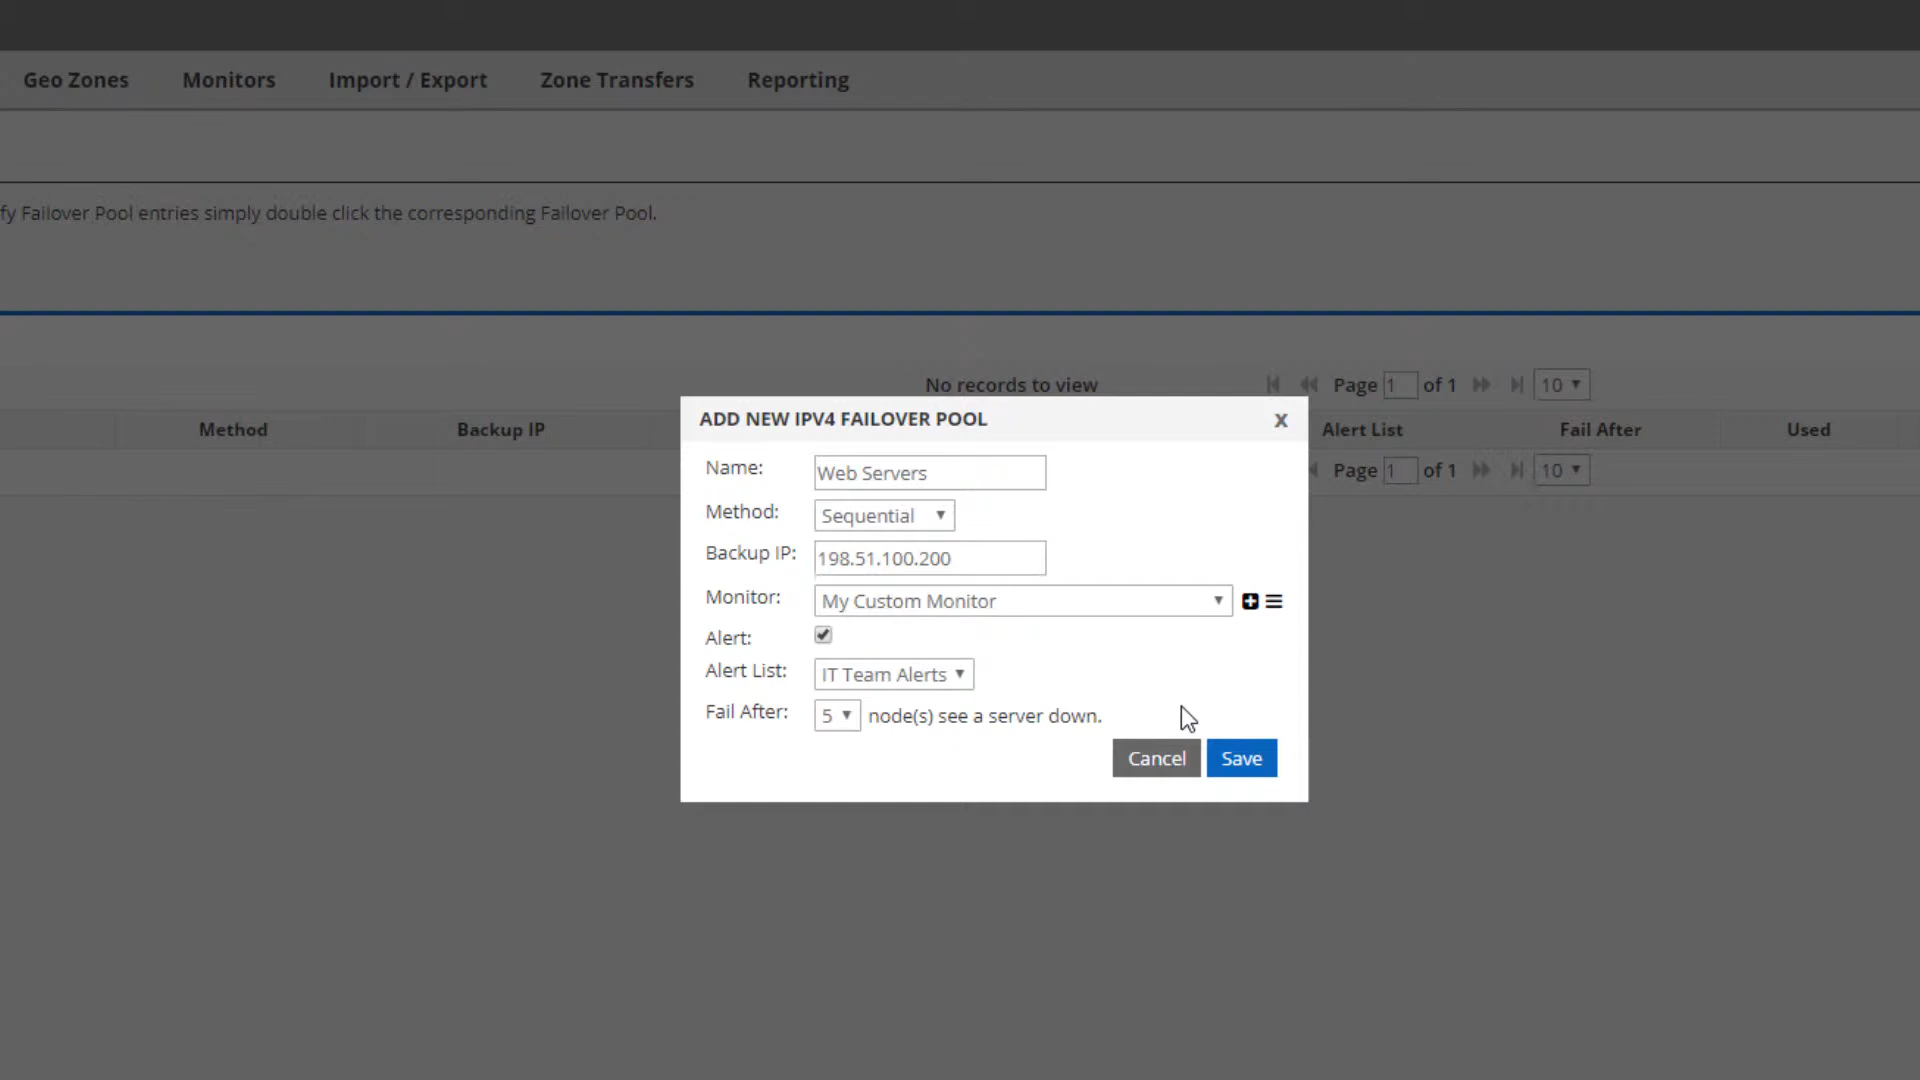 Geo Zones Monitors Import / Export Zone Transfers Reporting
fy Failover Pool entries simply double click the corresponding Failover Pool.
No records to view Page 1 of 1 10
Method Backup IP Alert List Fail After Used
Page 1 of 1 10
ADD NEW IPV4 FAILOVER POOL X
Name: Web Servers
Method: Sequential
Backup IP: 198.51.100.200
Monitor: My Custom Monitor
Alert:
Alert List: IT Team Alerts
Fail After: 5 node(s) see a server down.
Cancel Save